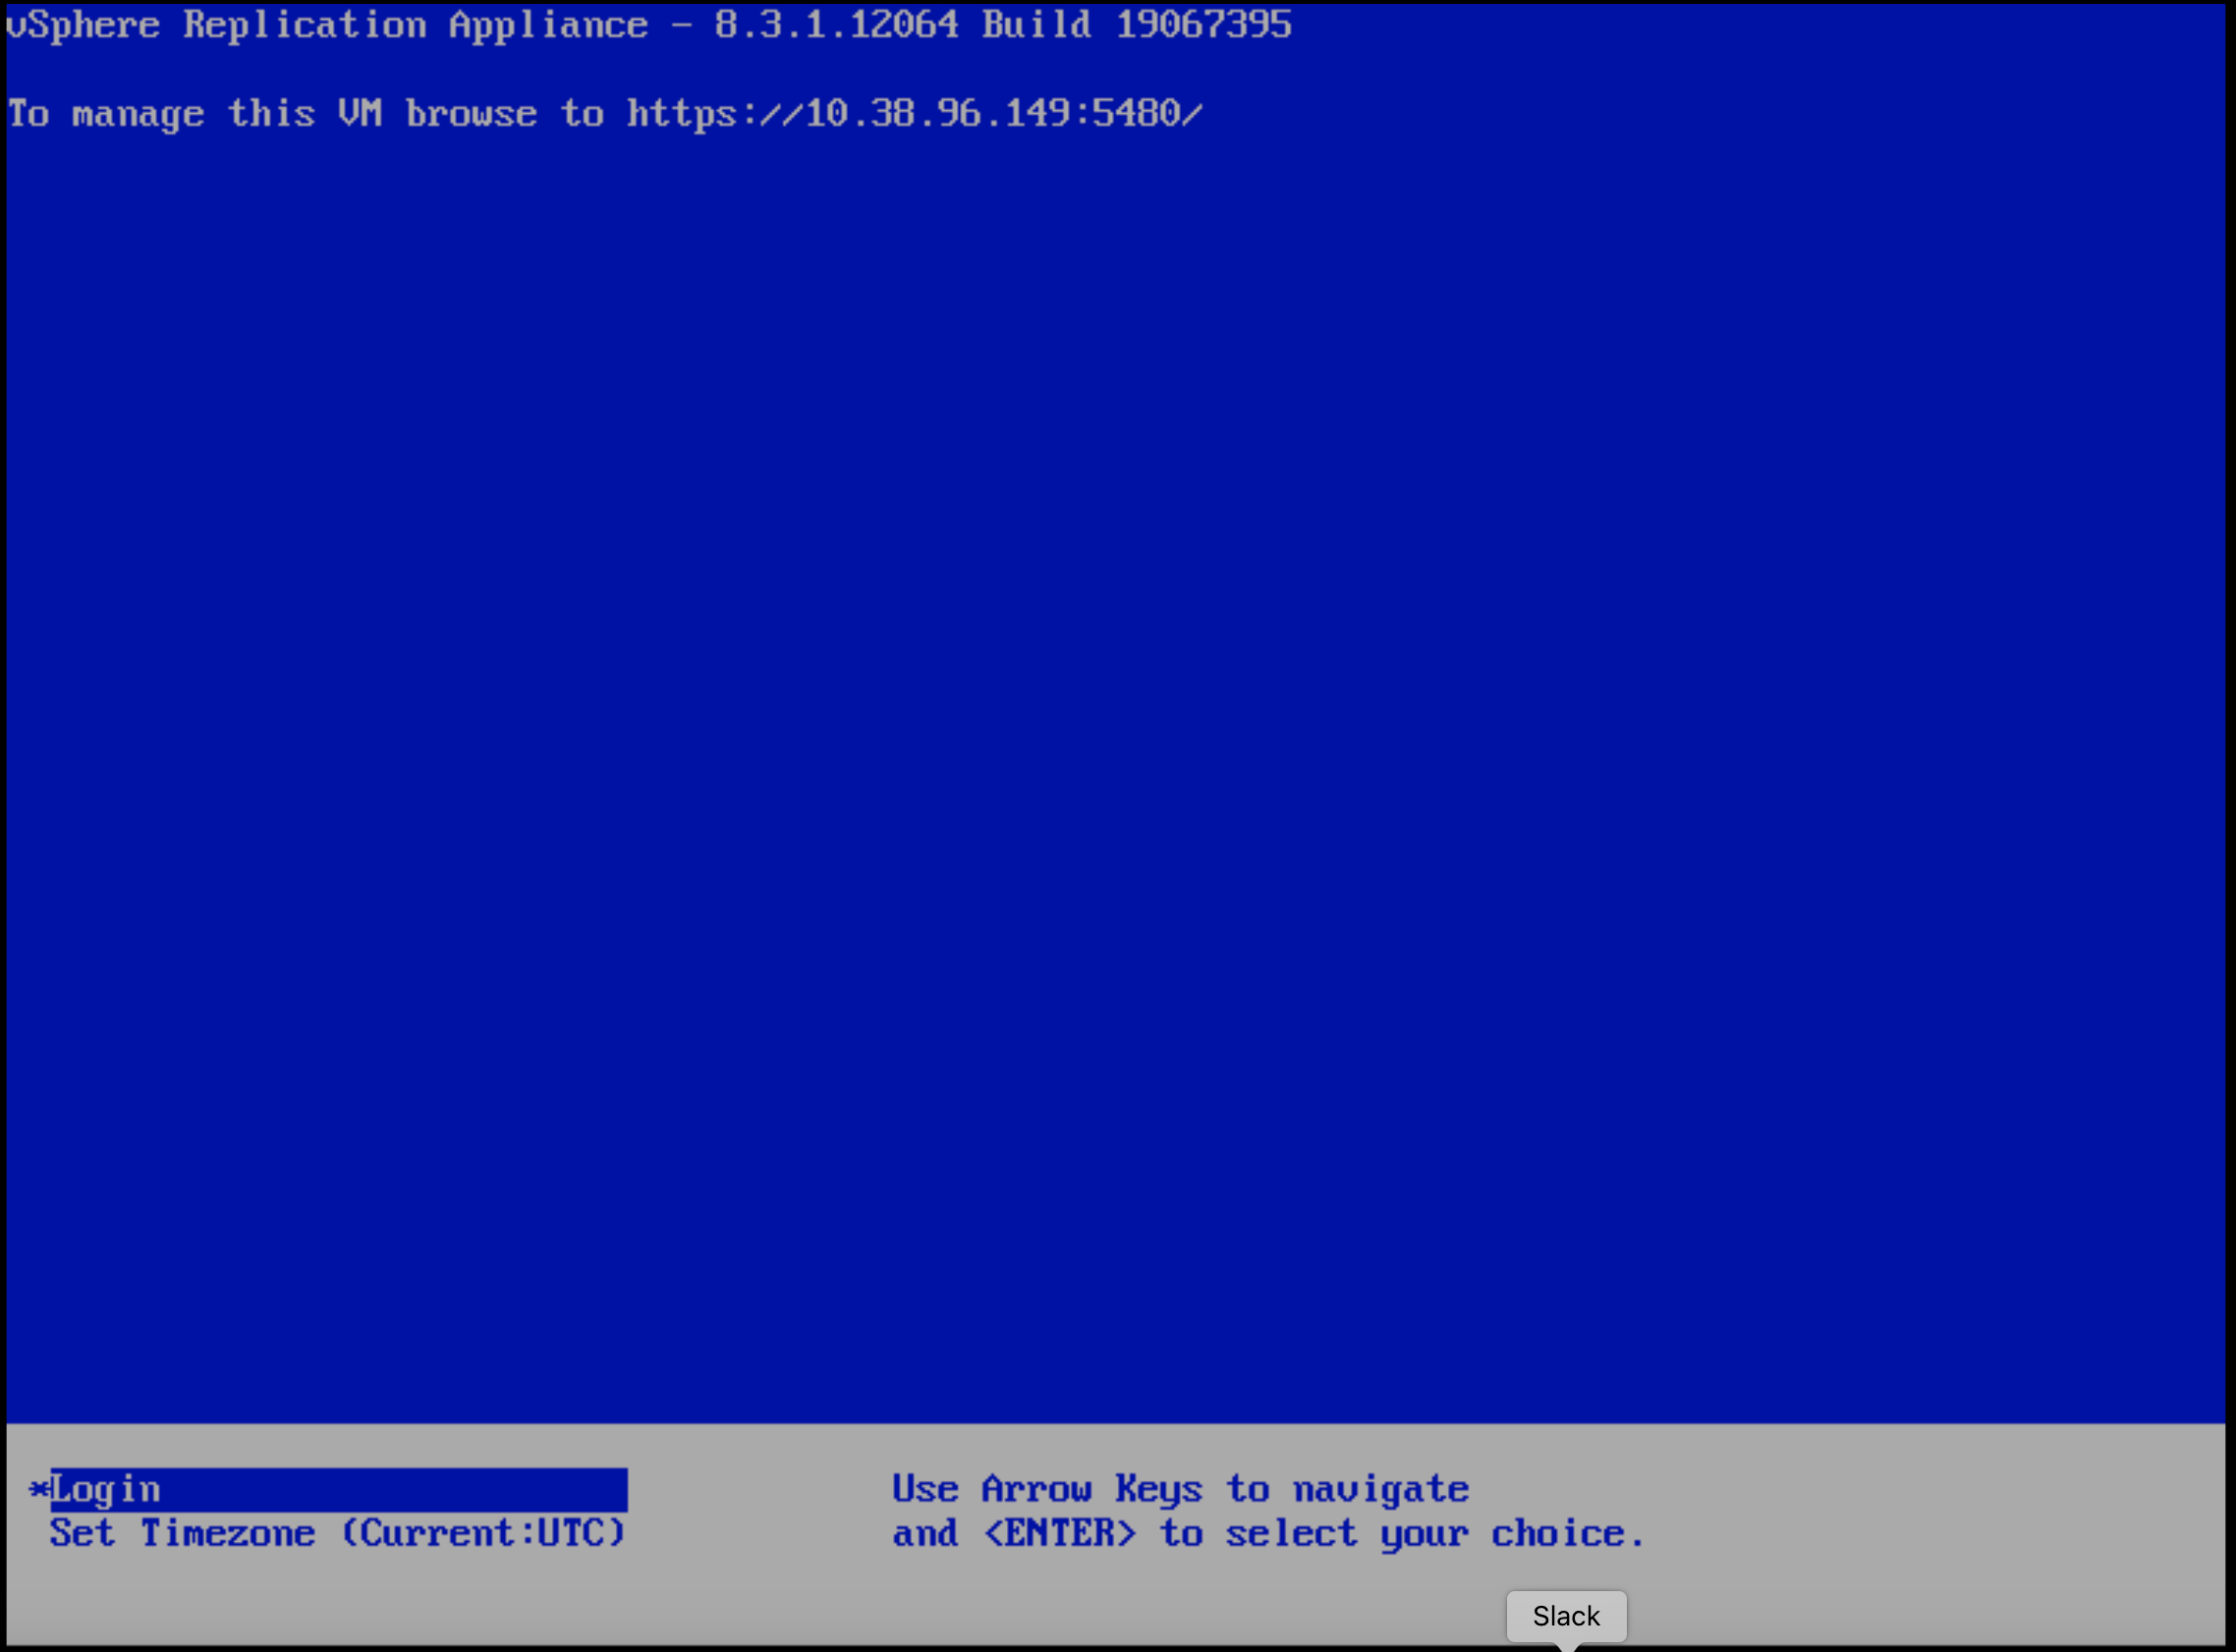 vSphere Replication Appliance - 8.3.1.12064 Build 19067395
To manage this VM browse to https://10.38.96.149:5480/
*Login
Use Arrow Keys to navigate
Set Timezone (Current:UTC)
and <ENTER> to select your choice.
Slack